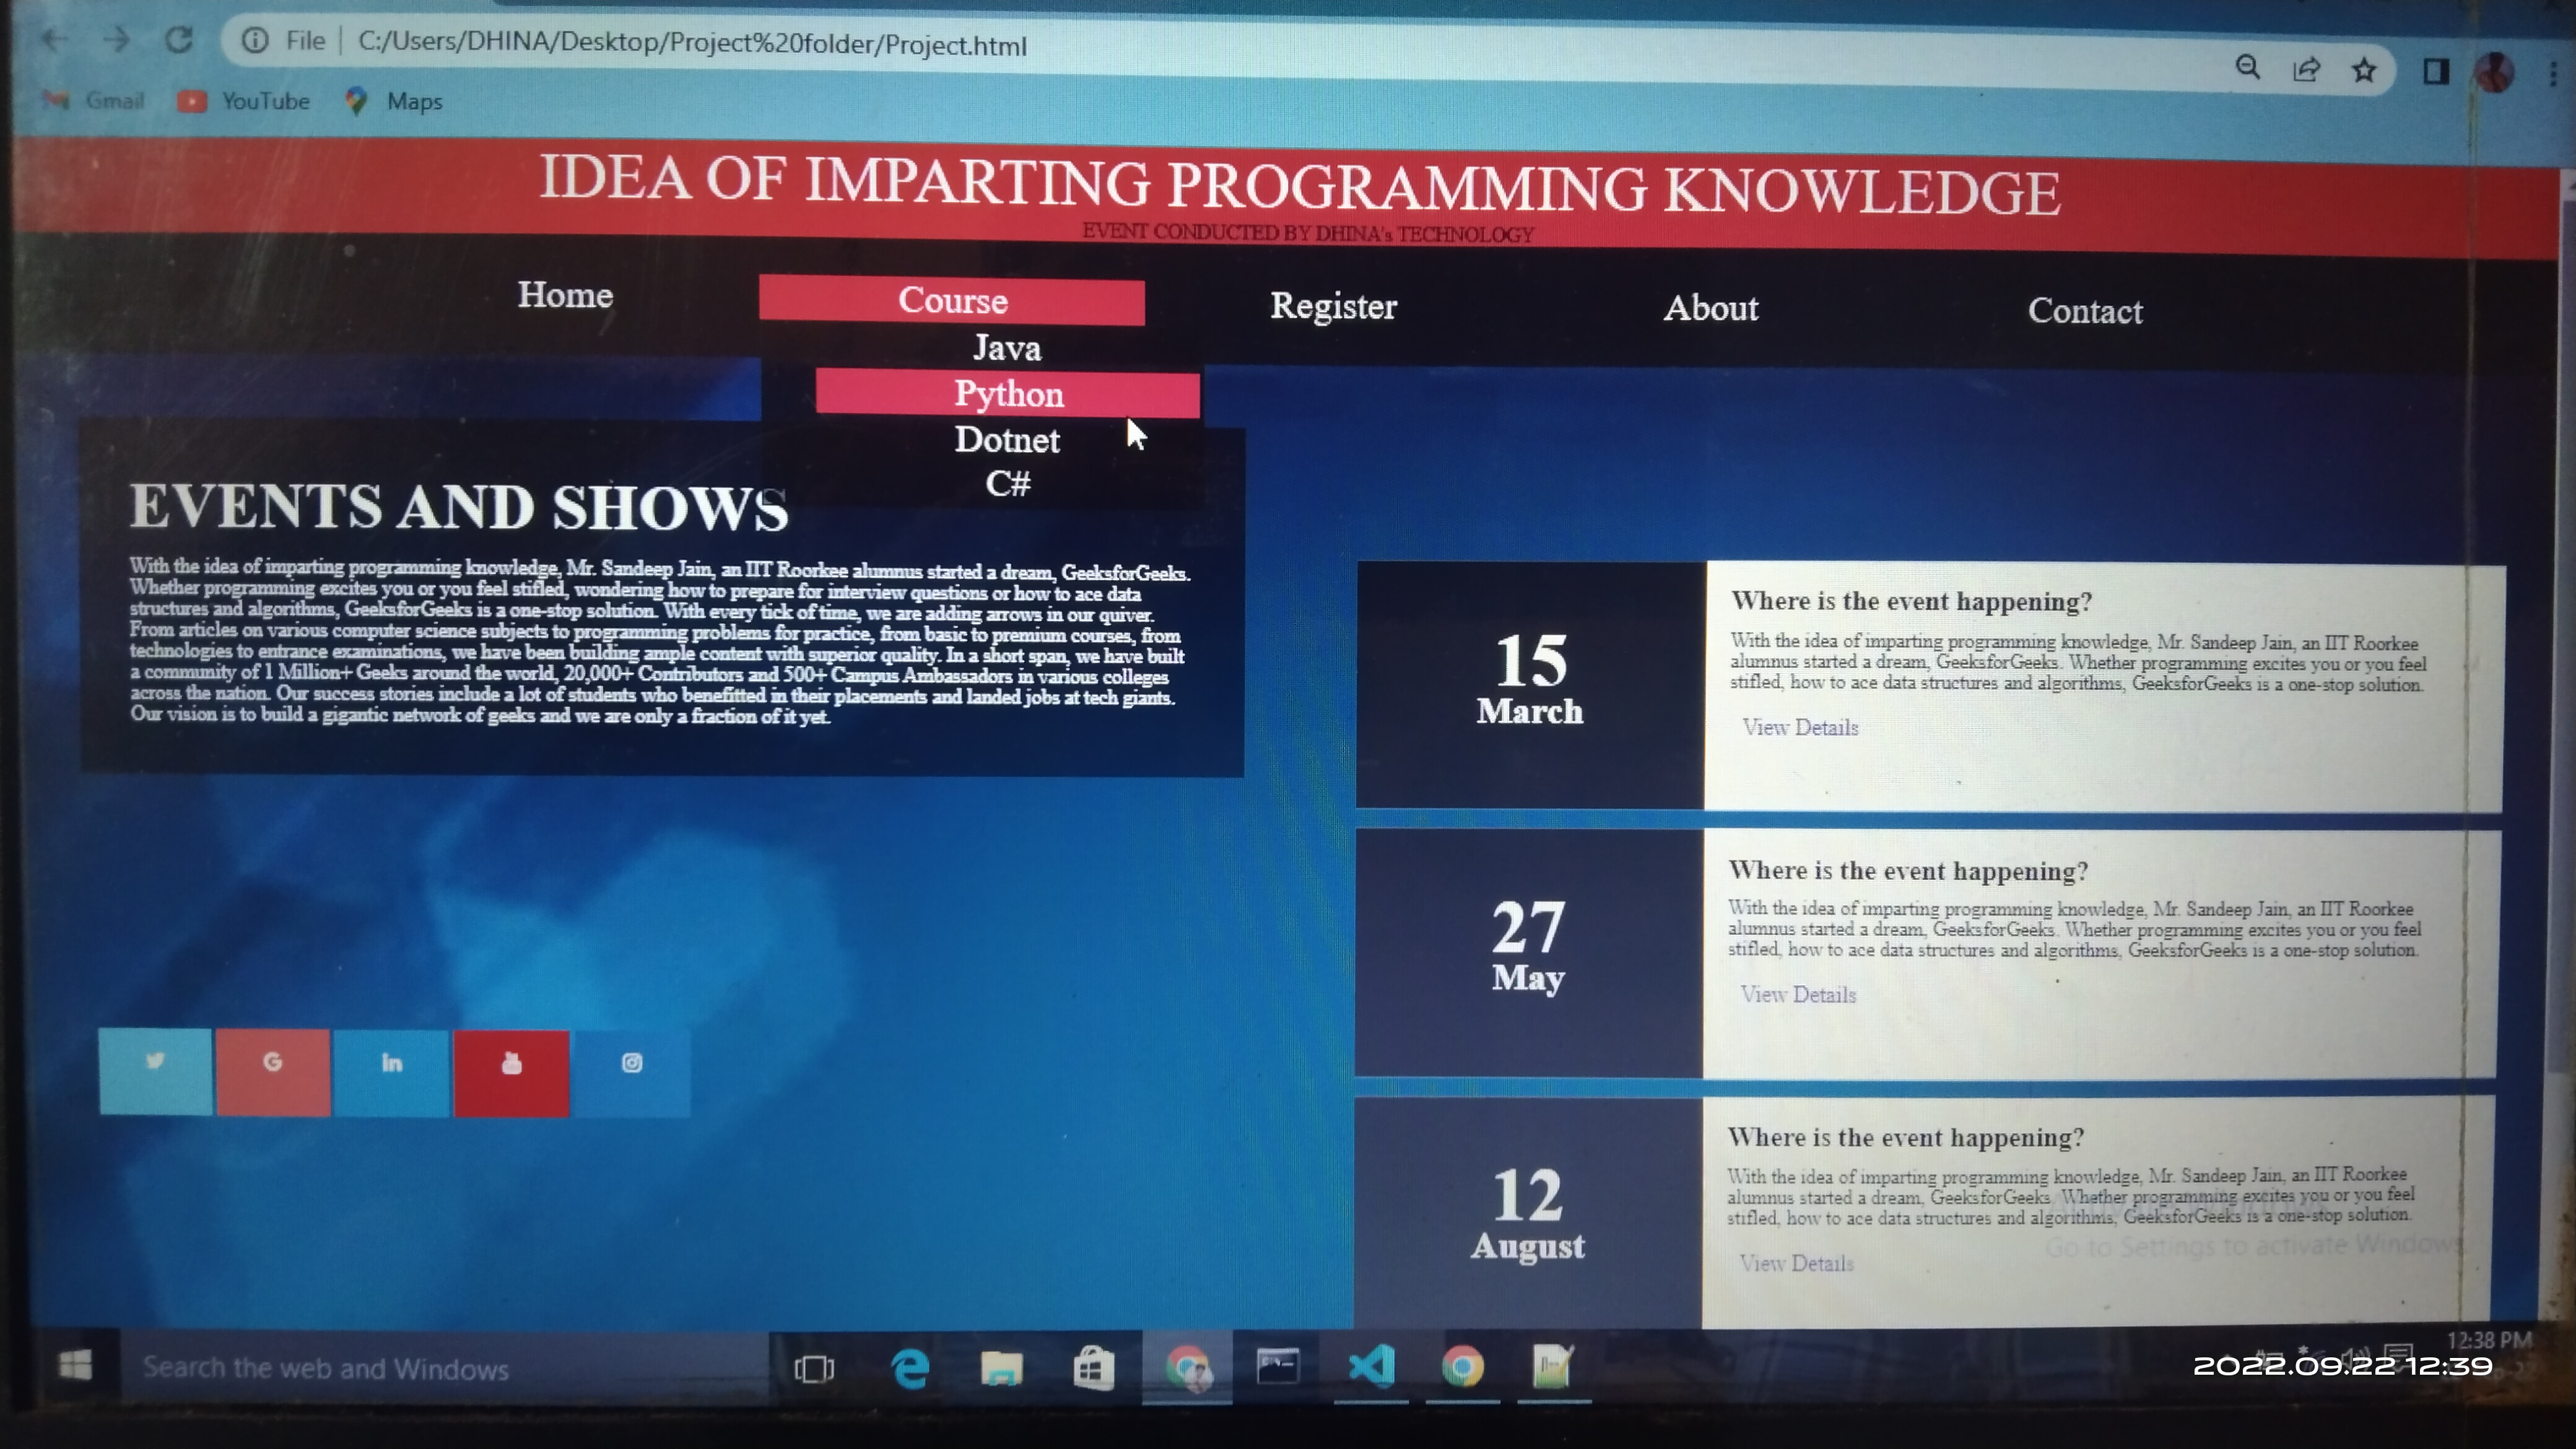 File | C:/Users/DHINA/Desktop/Project%20folder/Project.html
Gmail YouTube Maps
IDEA OF IMPARTING PROGRAMMING KNOWLEDGE
EVENT CONDUCTED BY DHINA's TECHNOLOGY
Home Course Register About Contact
Java
Python
Dotnet
C#
EVENTS AND SHOWS
With the idea of imparting programming knowledge, Mr. Sandeep Jain, an IIT Roorkee alumnus started a dream, GeeksforGeeks.
Whether programming excites you or you feel stifled, wondering how to prepare for interview questions or how to ace data
structures and algorithms, GeeksforGeeks is a one-stop solution. With every tick of time, we are adding arrows in our quiver.
From articles on various computer science subjects to programming problems for practice, from basic to premium courses, from
technologies to entrance examinations, we have been building ample content with superior quality. In a short span, we have built
a community of 1 Million+ Geeks around the world, 20,000+ Contributors and 500+ Campus Ambassadors in various colleges
across the nation. Our success stories include a lot of students who benefitted in their placements and landed jobs at tech giants.
Our vision is to build a gigantic network of geeks and we are only a fraction of it yet.
15
March
Where is the event happening?
With the idea of imparting programming knowledge, Mr. Sandeep Jain, an IIT Roorkee
alumnus started a dream, GeeksforGeeks. Whether programming excites you or you feel
stifled, how to ace data structures and algorithms, GeeksforGeeks is a one-stop solution.
View Details
27
May
Where is the event happening?
With the idea of imparting programming knowledge, Mr. Sandeep Jain, an IIT Roorkee
alumnus started a dream, GeeksforGeeks. Whether programming excites you or you feel
stifled, how to ace data structures and algorithms, GeeksforGeeks is a one-stop solution.
View Details
12
August
Where is the event happening?
With the idea of imparting programming knowledge, Mr. Sandeep Jain, an IIT Roorkee
alumnus started a dream, GeeksforGeeks. Whether programming excites you or you feel
stifled, how to ace data structures and algorithms, GeeksforGeeks is a one-stop solution.
View Details
Activate Windows
Go to Settings to activate Windows.
G
in
Search the web and Windows
12:38 PM
2022.09.22 12:39